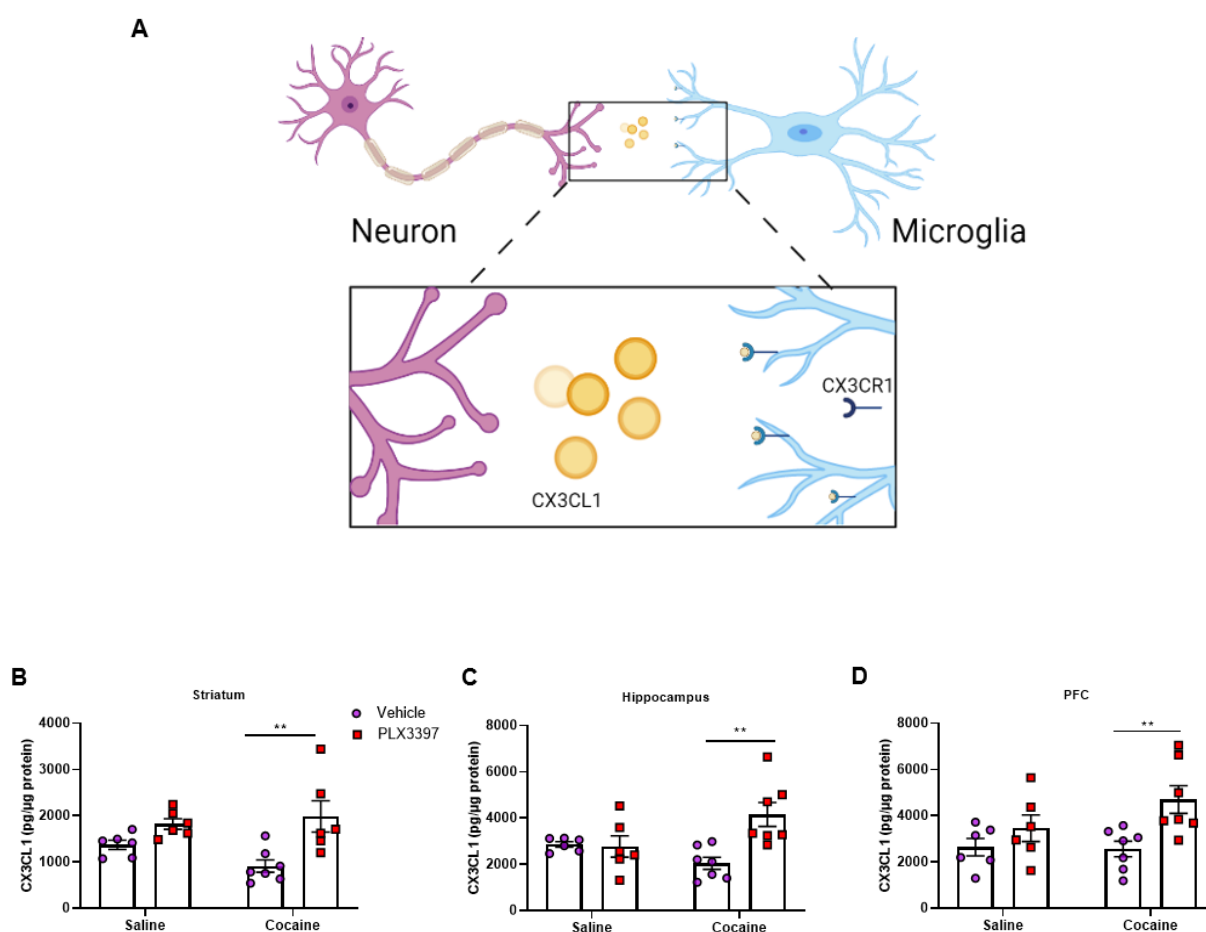 A
Neuron
Microglia
CX3CR1
CX3CL1
B
Striatum
CX3CL1 (pg/µg protein)
4000
3000
2000
1000
0
**
Saline
Cocaine
Vehicle
PLX3397
C
Hippocampus
CX3CL1 (pg/µg protein)
8000
6000
4000
2000
0
**
Saline
Cocaine
D
PFC
CX3CL1 (pg/µg protein)
8000
6000
4000
2000
0
**
Saline
Cocaine